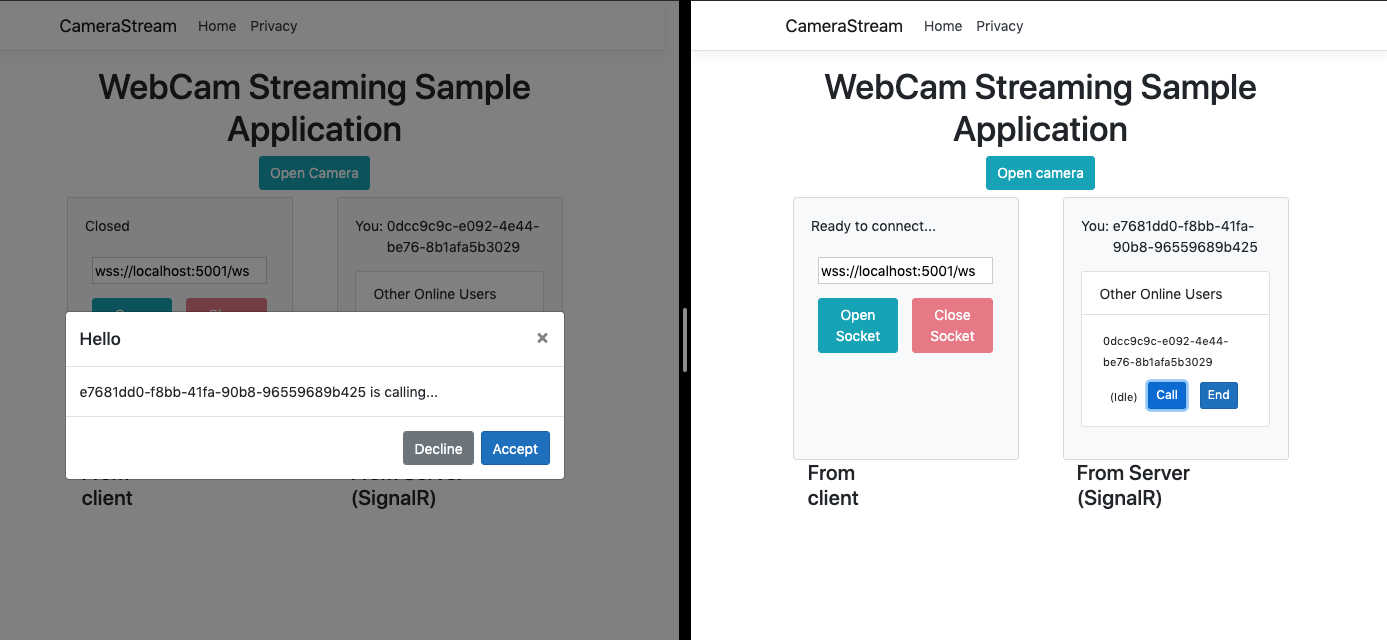 CameraStream Home Privacy
WebCam Streaming Sample
Application
Open Camera
Closed
wss://localhost:5001/ws
You: 0dcc9c9c-e092-4e44-
be76-8b1afa5b3029
Other Online Users
Hello ×
e7681dd0-f8bb-41fa-90b8-96559689b425 is calling...
Decline Accept
From
client
From Server
(SignalR)
CameraStream Home Privacy
WebCam Streaming Sample
Application
Open camera
Ready to connect...
wss://localhost:5001/ws
Open
Socket
Close
Socket
You: e7681dd0-f8bb-41fa-
90b8-96559689b425
Other Online Users
0dcc9c9c-e092-4e44-
be76-8b1afa5b3029
(Idle) Call End
From
client
From Server
(SignalR)